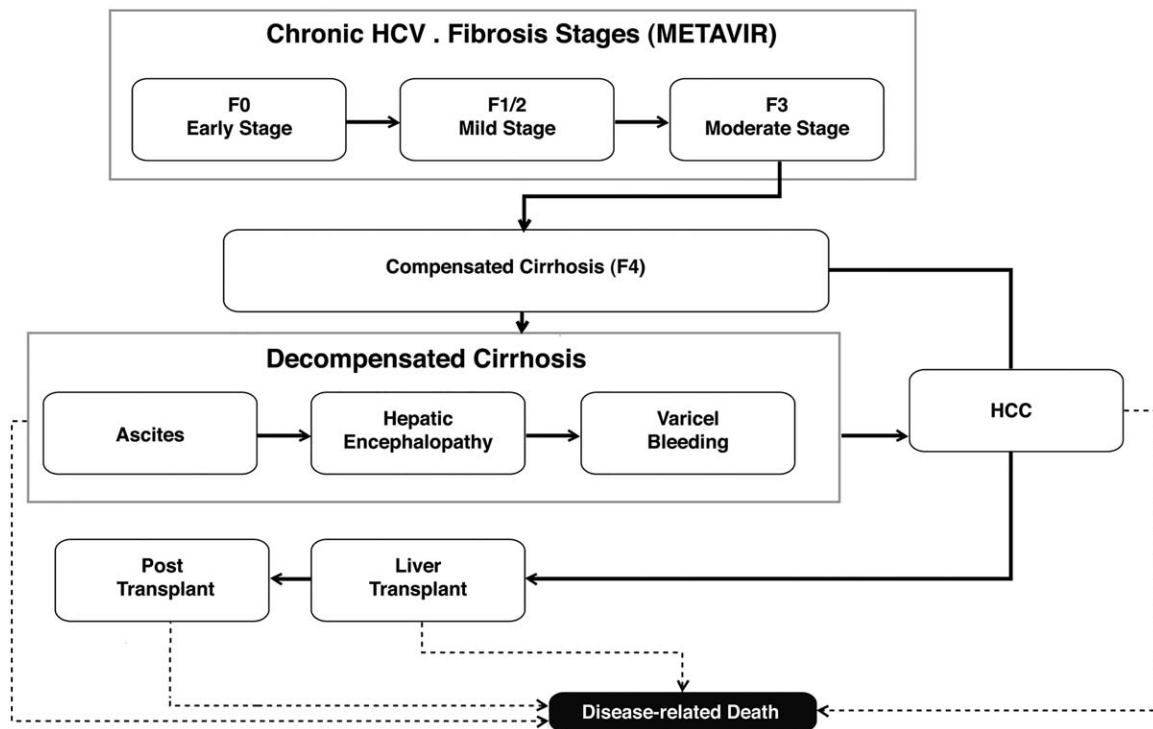 Chronic HCV . Fibrosis Stages (METAVIR)
F0
Early Stage
F1/2
Mild Stage
F3
Moderate Stage
Compensated Cirrhosis (F4)
Decompensated Cirrhosis
Ascites
Hepatic
Encephalopathy
Varicel
Bleeding
HCC
Post
Transplant
Liver
Transplant
Disease-related Death